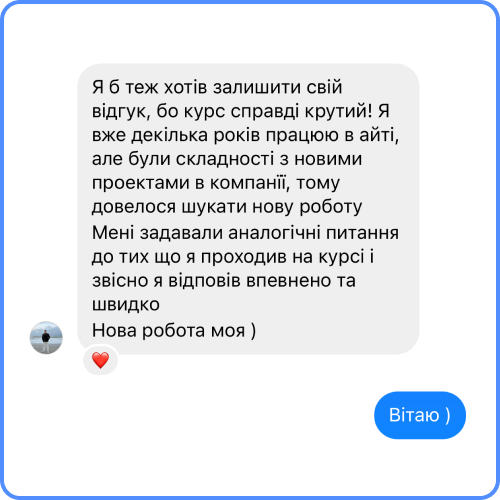 Я б теж хотів залишити свій
відгук, бо курс справді крутий! Я
вже декілька років працюю в айті,
але були складності з новими
проектами в компанії, тому
довелося шукати нову роботу
Мені задавали аналогічні питання
до тих що я проходив на курсі і
звісно я відповів впевнено та
швидко
Нова робота моя )
Вітаю )